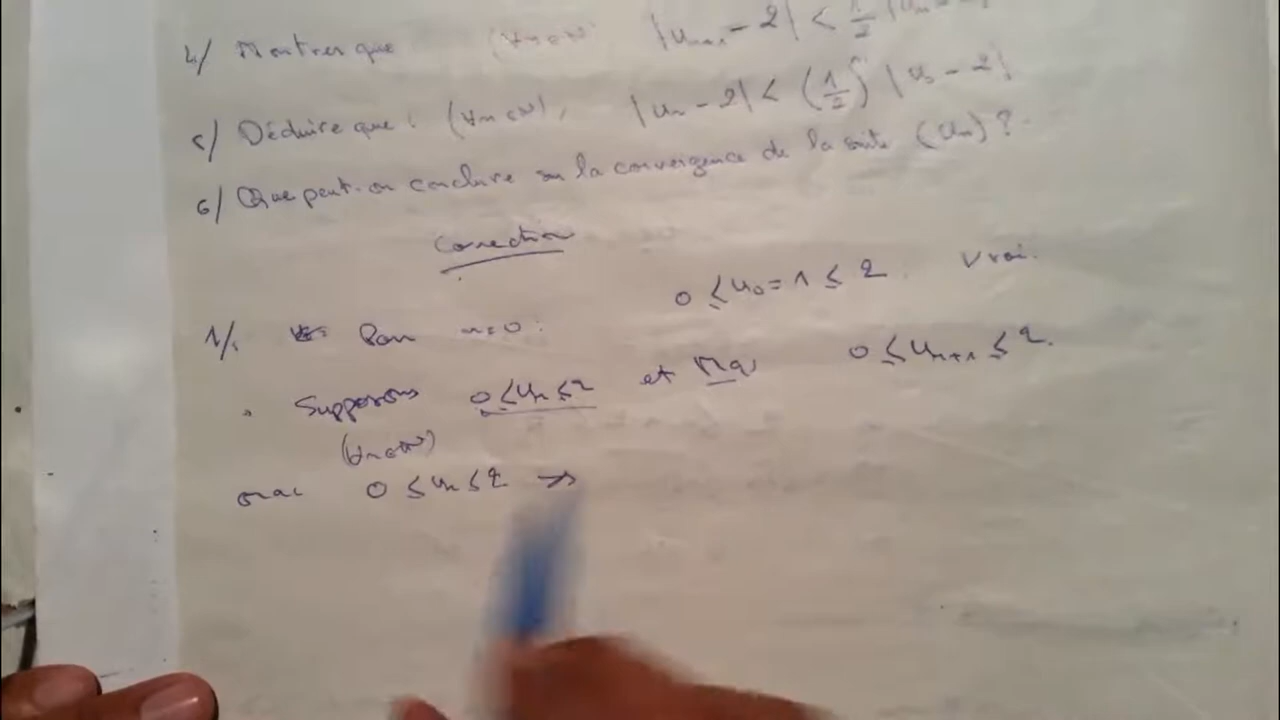 4/ Montrer que (∀n∈ℕ) |uₙ₊₁ - 2| < 1/2 |uₙ
5/ Déduire que : (∀n∈ℕ), |uₙ - 2| < (1/2)ⁿ |u₀ - 2|
6/ Que peut-on conclure sur la convergence de la suite (uₙ) ?
Correction
1/. Pour n=0 : 0 ≤ u₀ = 1 ≤ 2. Vrai.
. Supposons 0 ≤ uₙ ≤ 2 et Mq 0 ≤ uₙ₊₁ ≤ 2.
(∀n∈ℕ)
on a 0 ≤ uₙ ≤ 2 ⇒